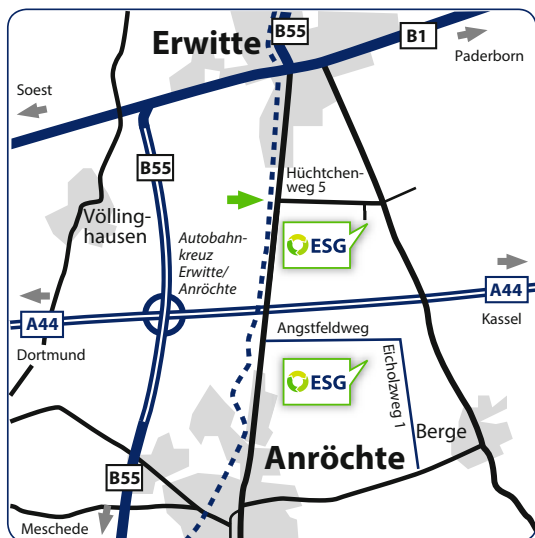 B55
Erwitte
B1
Paderborn
Soest
B55
Hüchtchen-
weg 5
Völling-
hausen
Autobahn-
kreuz
Erwitte/
Anröchte
ESG
A44
A44
Kassel
Dortmund
Angstfeldweg
ESG
Eicholzweg 1
Berge
Anröchte
B55
Meschede